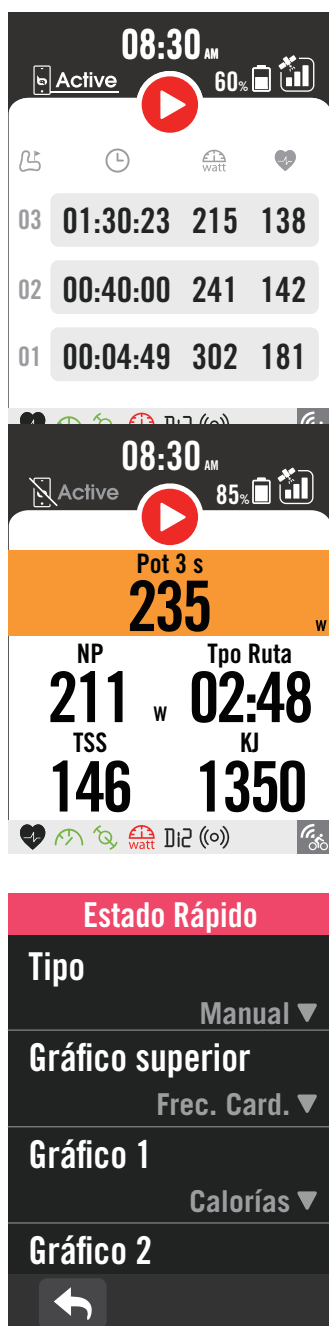 08:30 AM
Active 60%
watt
03 01:30:23 215 138
02 00:40:00 241 142
01 00:04:49 302 181
08:30 AM
Active 85%
Pot 3 s
235 W
NP Tpo Ruta
211 W 02:48
TSS KJ
146 1350
watt Di2
Estado Rápido
Tipo
Manual ▼
Gráfico superior
Frec. Card. ▼
Gráfico 1
Calorías ▼
Gráfico 2